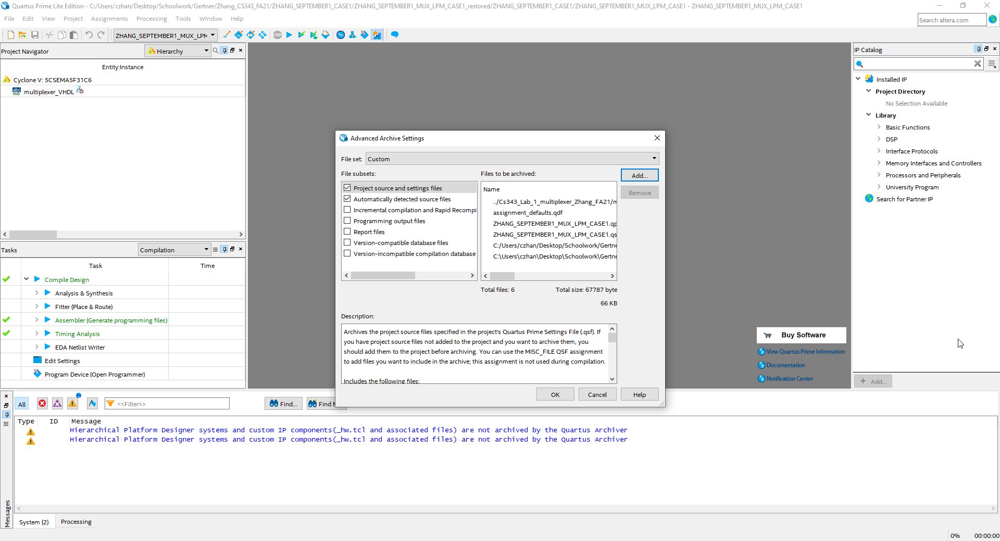 Quartus Prime Lite Edition - C:/Users/czhan/Desktop/Schoolwork/Gertner/Zhang_CS343_FA21/ZHANG_SEPTEMBER1_CASE1/ZHANG_SEPTEMBER1_MUX_LPM_CASE1_restored/ZHANG_SEPTEMBER1_CASE1/ZHANG_SEPTEMBER1_MUX_LPM_CASE1 - ZHANG_SEPTEMBER1_MUX_LPM_CASE1
File Edit View Project Assignments Processing Tools Window Help
Search altera.com
ZHANG_SEPTEMBER1_MUX_LPM
STOP
Project Navigator
Hierarchy
Entity:Instance
Cyclone V: 5CSEMA5F31C6
abc
VHD
multiplexer_VHDL
Tasks
Compilation
Task Time
Compile Design
Analysis & Synthesis
Fitter (Place & Route)
Assembler (Generate programming files)
Timing Analysis
EDA Netlist Writer
Edit Settings
Program Device (Open Programmer)
Advanced Archive Settings
File set: Custom
File subsets:
Project source and settings files
Automatically detected source files
Incremental compilation and Rapid Recompi
Programming output files
Report files
Version-compatible database files
Version-incompatible compilation database
Files to be archived:
Name
../Cs343_Lab_1_multiplexer_Zhang_FA21/m
assignment_defaults.qdf
ZHANG_SEPTEMBER1_MUX_LPM_CASE1.qp
ZHANG_SEPTEMBER1_MUX_LPM_CASE1.qs
C:/Users/czhan/Desktop/Schoolwork/Gertne
C:\Users\czhan\Desktop\Schoolwork\Gertne
Add...
Remove
Total files: 6 Total size: 67787 byte
66 KB
Description:
Archives the project source files specified in the project's Quartus Prime Settings File (.qsf). If
you have project source files not added to the project and you want to archive them, you
should add them to the project before archiving. You can use the MISC_FILE QSF assignment
to add files you want to include in the archive; this assignment is not used during compilation.
Includes the following files:
OK Cancel Help
Buy Software
View Quartus Prime Information
Documentation
Notification Center
IP Catalog
Installed IP
Project Directory
No Selection Available
Library
Basic Functions
DSP
Interface Protocols
Memory Interfaces and Controllers
Processors and Peripherals
University Program
Search for Partner IP
+ Add...
All
<<Filter>>
Find...
Find N
Type ID Message
Hierarchical Platform Designer systems and custom IP components(_hw.tcl and associated files) are not archived by the Quartus Archiver
Hierarchical Platform Designer systems and custom IP components(_hw.tcl and associated files) are not archived by the Quartus Archiver
Messages
System (2) Processing
0% 00:00:00